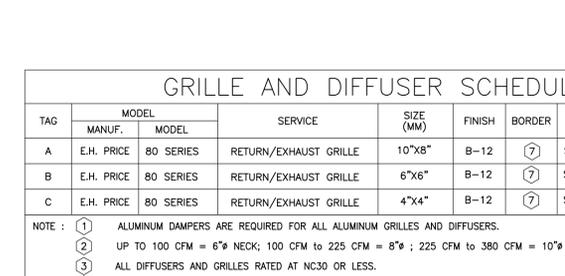 GRILLE AND DIFFUSER SCHEDUL
TAG MODEL SERVICE SIZE (MM) FINISH BORDER
MANUF. MODEL
A E.H. PRICE 80 SERIES RETURN/EXHAUST GRILLE 10"X8" B-12 7
B E.H. PRICE 80 SERIES RETURN/EXHAUST GRILLE 6"X6" B-12 7
C E.H. PRICE 80 SERIES RETURN/EXHAUST GRILLE 4"X4" B-12 7
NOTE : 1 ALUMINUM DAMPERS ARE REQUIRED FOR ALL ALUMINUM GRILLES AND DIFFUSERS.
2 UP TO 100 CFM = 6"ø NECK; 100 CFM to 225 CFM = 8"ø ; 225 CFM to 380 CFM = 10"ø
3 ALL DIFFUSERS AND GRILLES RATED AT NC30 OR LESS.